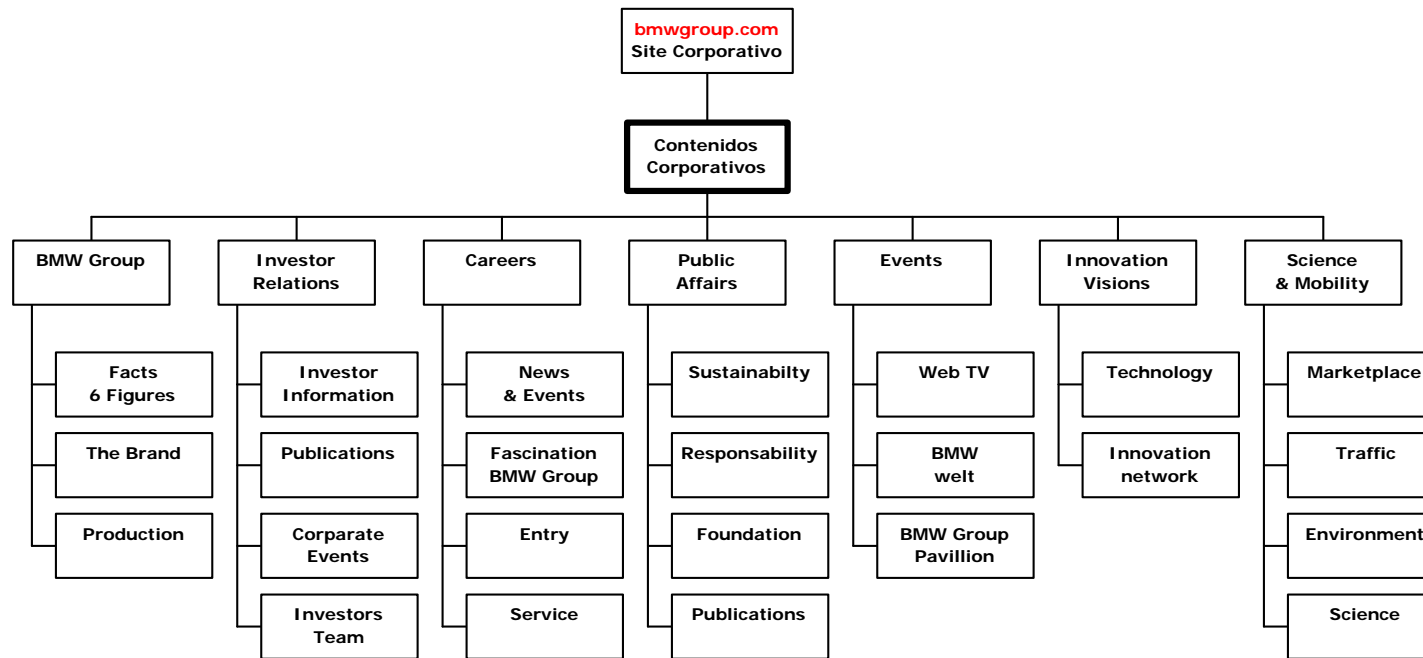 bmwgroup.com
Site Corporativo
Contenidos
Corporativos
BMW Group
Investor
Relations
Careers
Public
Affairs
Events
Innovation
Visions
Science
& Mobility
Facts
6 Figures
The Brand
Production
Investor
Information
Publications
Corparate
Events
Investors
Team
News
& Events
Fascination
BMW Group
Entry
Service
Sustainabilty
Responsability
Foundation
Publications
Web TV
BMW
welt
BMW Group
Pavillion
Technology
Innovation
network
Marketplace
Traffic
Environment
Science